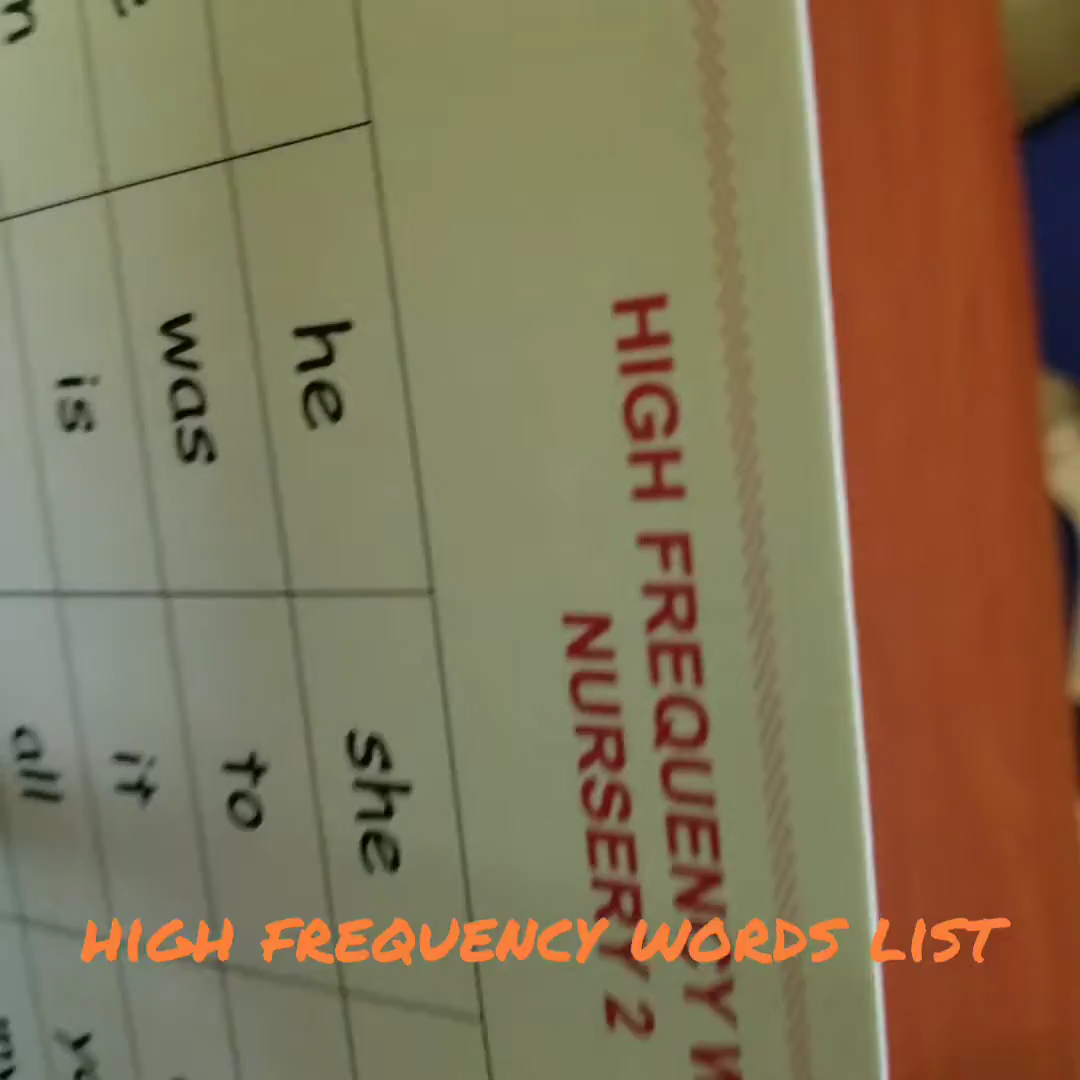 HIGH FREQUENCY
NURSERY 2
he she
was to
is it
all
HIGH FREQUENCY WORDS LIST